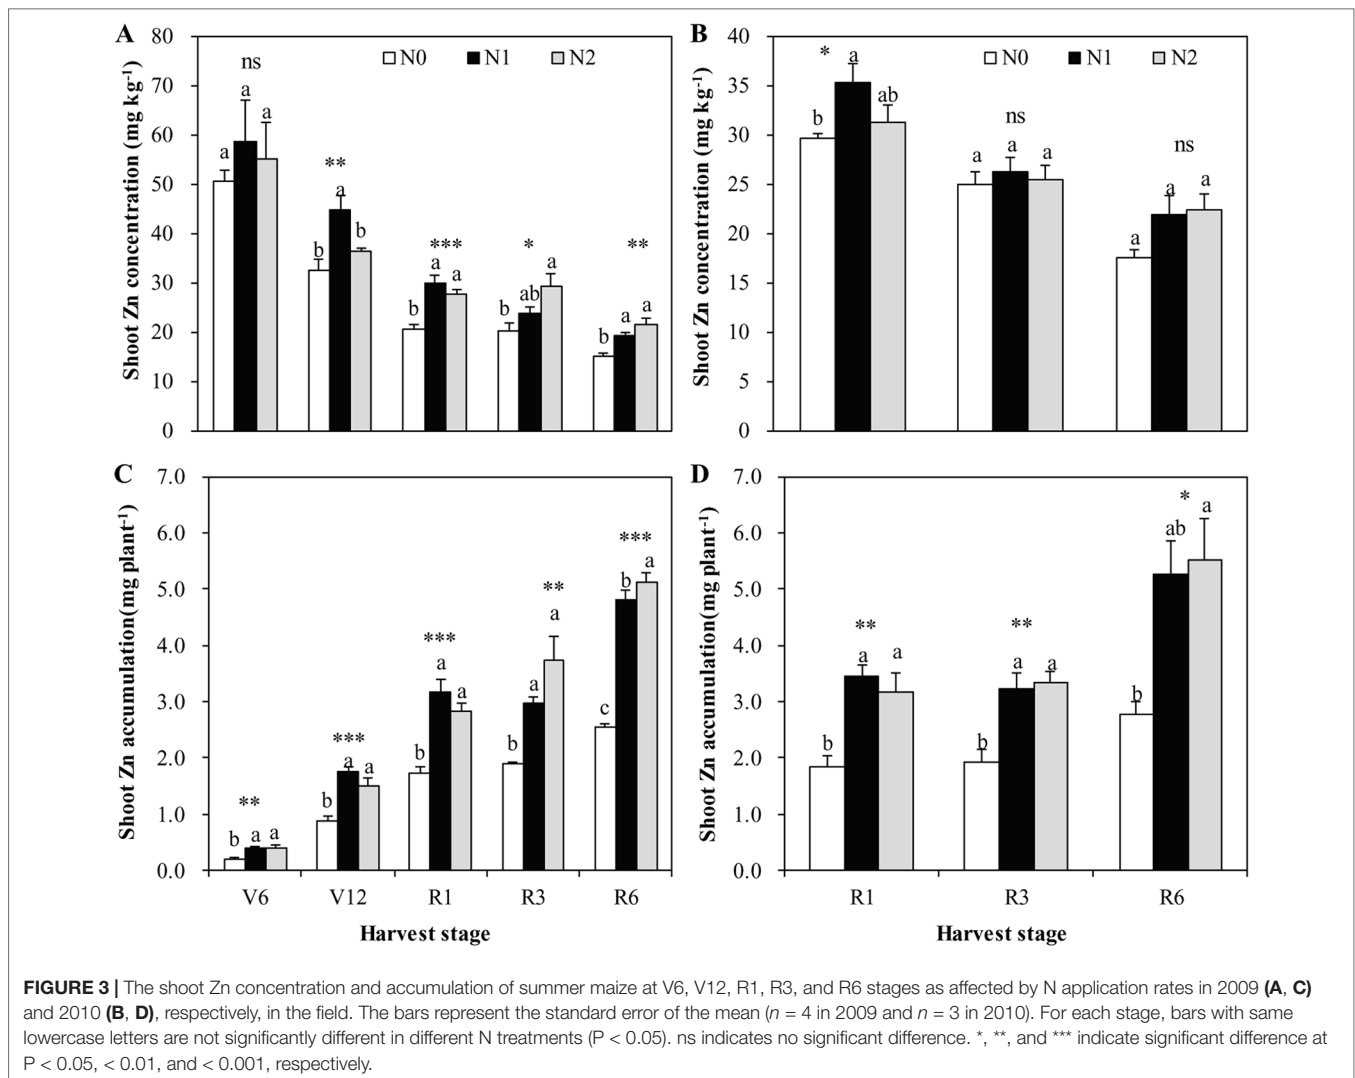 A
B
N0 N1 N2
N0 N1 N2
Shoot Zn concentration (mg kg⁻¹)
80
70
60
50
40
30
20
10
0
ns
a a a
**
b a b
***
b a a
*
b ab a
**
b a a
Shoot Zn concentration (mg kg⁻¹)
40
35
30
25
20
15
10
5
0
*
b a ab
ns
a a a
ns
a a a
C
Shoot Zn accumulation(mg plant⁻¹)
7.0
6.0
5.0
4.0
3.0
2.0
1.0
0.0
**
b a a
***
b a a
***
b a a
**
b a a
***
c b a
V6 V12 R1 R3 R6
Harvest stage
D
Shoot Zn accumulation(mg plant⁻¹)
7.0
6.0
5.0
4.0
3.0
2.0
1.0
0.0
**
b a a
**
b a a
*
b ab a
R1 R3 R6
Harvest stage
FIGURE 3 | The shoot Zn concentration and accumulation of summer maize at V6, V12, R1, R3, and R6 stages as affected by N application rates in 2009 (A, C)
and 2010 (B, D), respectively, in the field. The bars represent the standard error of the mean (n = 4 in 2009 and n = 3 in 2010). For each stage, bars with same
lowercase letters are not significantly different in different N treatments (P < 0.05). ns indicates no significant difference. *, **, and *** indicate significant difference at
P < 0.05, < 0.01, and < 0.001, respectively.